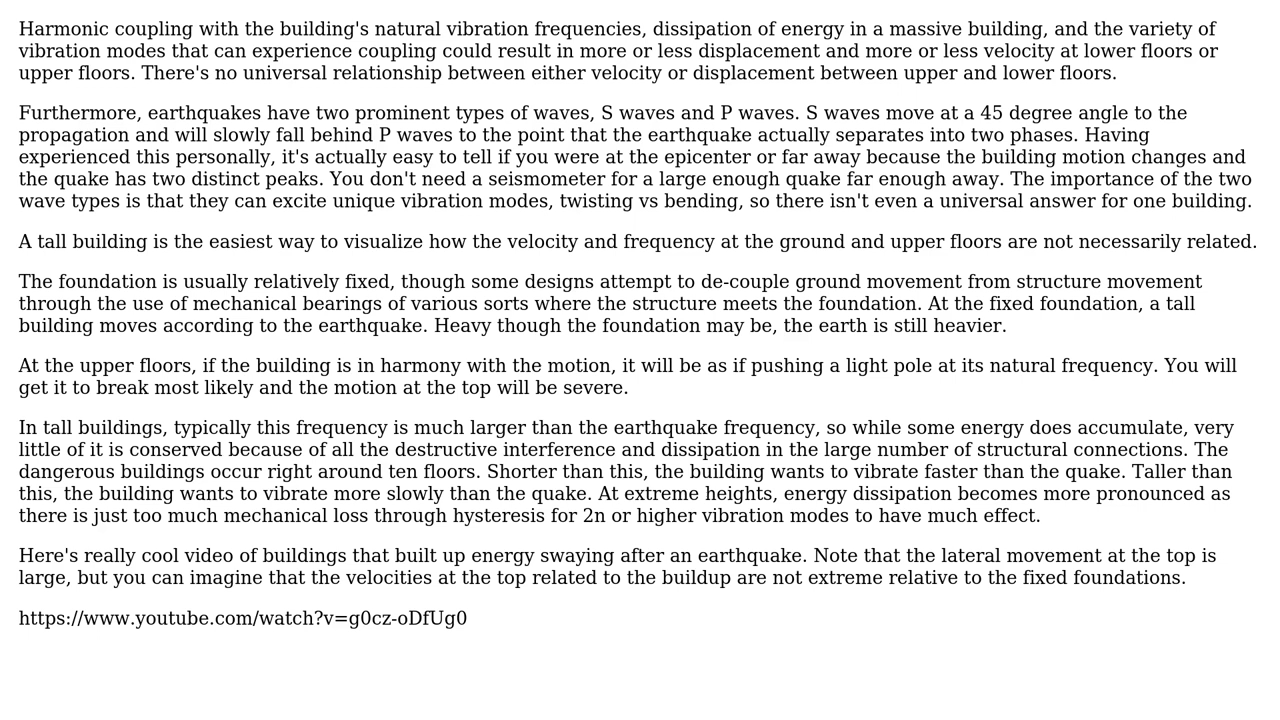 Harmonic coupling with the building's natural vibration frequencies, dissipation of energy in a massive building, and the variety of
vibration modes that can experience coupling could result in more or less displacement and more or less velocity at lower floors or
upper floors. There's no universal relationship between either velocity or displacement between upper and lower floors.
Furthermore, earthquakes have two prominent types of waves, S waves and P waves. S waves move at a 45 degree angle to the
propagation and will slowly fall behind P waves to the point that the earthquake actually separates into two phases. Having
experienced this personally, it's actually easy to tell if you were at the epicenter or far away because the building motion changes and
the quake has two distinct peaks. You don't need a seismometer for a large enough quake far enough away. The importance of the two
wave types is that they can excite unique vibration modes, twisting vs bending, so there isn't even a universal answer for one building.
A tall building is the easiest way to visualize how the velocity and frequency at the ground and upper floors are not necessarily related.
The foundation is usually relatively fixed, though some designs attempt to de-couple ground movement from structure movement
through the use of mechanical bearings of various sorts where the structure meets the foundation. At the fixed foundation, a tall
building moves according to the earthquake. Heavy though the foundation may be, the earth is still heavier.
At the upper floors, if the building is in harmony with the motion, it will be as if pushing a light pole at its natural frequency. You will
get it to break most likely and the motion at the top will be severe.
In tall buildings, typically this frequency is much larger than the earthquake frequency, so while some energy does accumulate, very
little of it is conserved because of all the destructive interference and dissipation in the large number of structural connections. The
dangerous buildings occur right around ten floors. Shorter than this, the building wants to vibrate faster than the quake. Taller than
this, the building wants to vibrate more slowly than the quake. At extreme heights, energy dissipation becomes more pronounced as
there is just too much mechanical loss through hysteresis for 2n or higher vibration modes to have much effect.
Here's really cool video of buildings that built up energy swaying after an earthquake. Note that the lateral movement at the top is
large, but you can imagine that the velocities at the top related to the buildup are not extreme relative to the fixed foundations.
https://www.youtube.com/watch?v=g0cz-oDfUg0